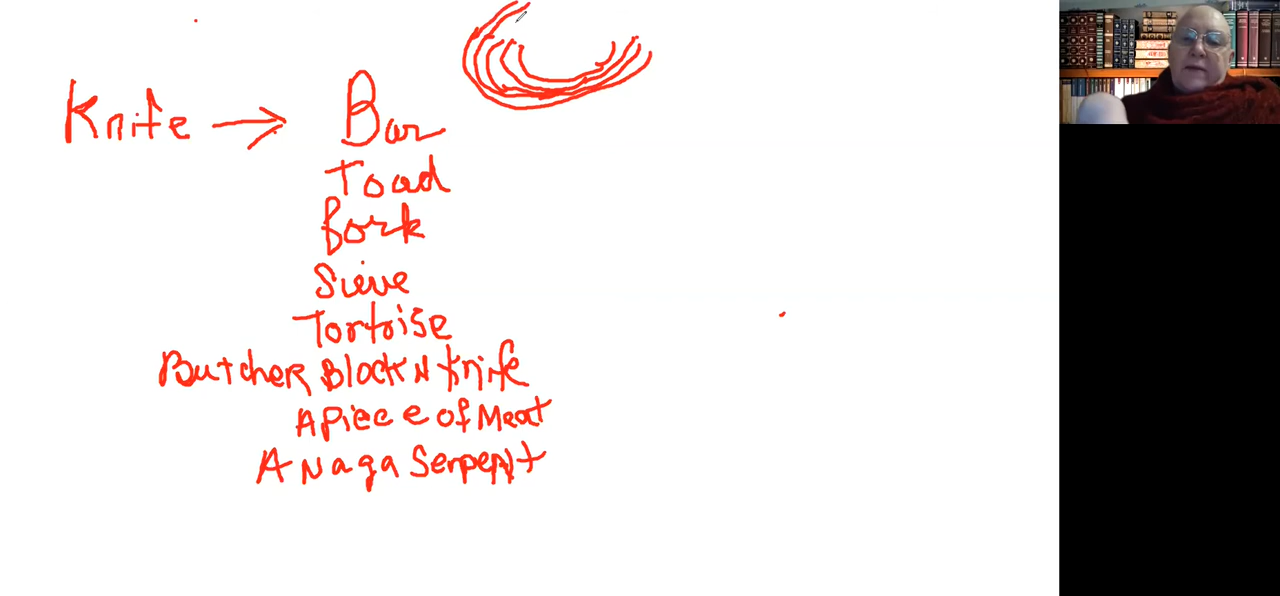 Knife → Bar
Toad
Fork
Sieve
Tortoise
Butcher Block N Knife
A Piece of Meat
A Naga Serpent